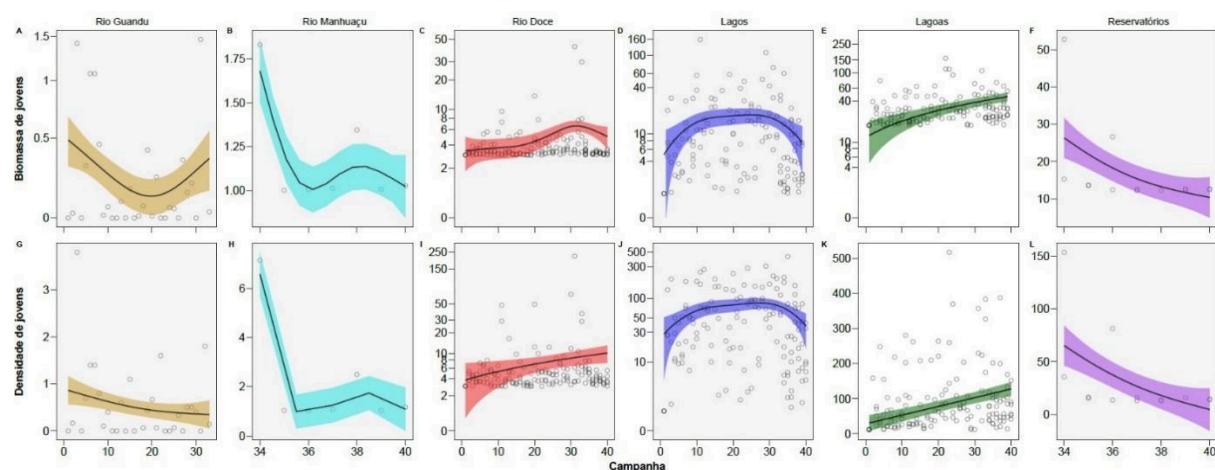 Rio Guandu Rio Manhuaçu Rio Doce Lagos Lagoas Reservatórios
A B C D E F
Biomassa de jovens
1.5 1 0.5 0
1.75 1.50 1.25 1.00
50 30 10 8 6 4 2 0
160 100 60 40 10 8 6 4 2 0
250 150 100 60 40 10 8 6 4 0
50 40 30 20 10
G H I J K L
Densidade de jovens
3 2 1 0
6 4 2 0
250 150 50 30 10 8 6 4 2 0
500 300 100 50 30 10 0
500 400 300 200 100 0
150 100 50 0
0 10 20 30 34 36 38 40 0 10 20 30 40 0 10 20 30 40 0 10 20 30 40 34 36 38 40
Campanha